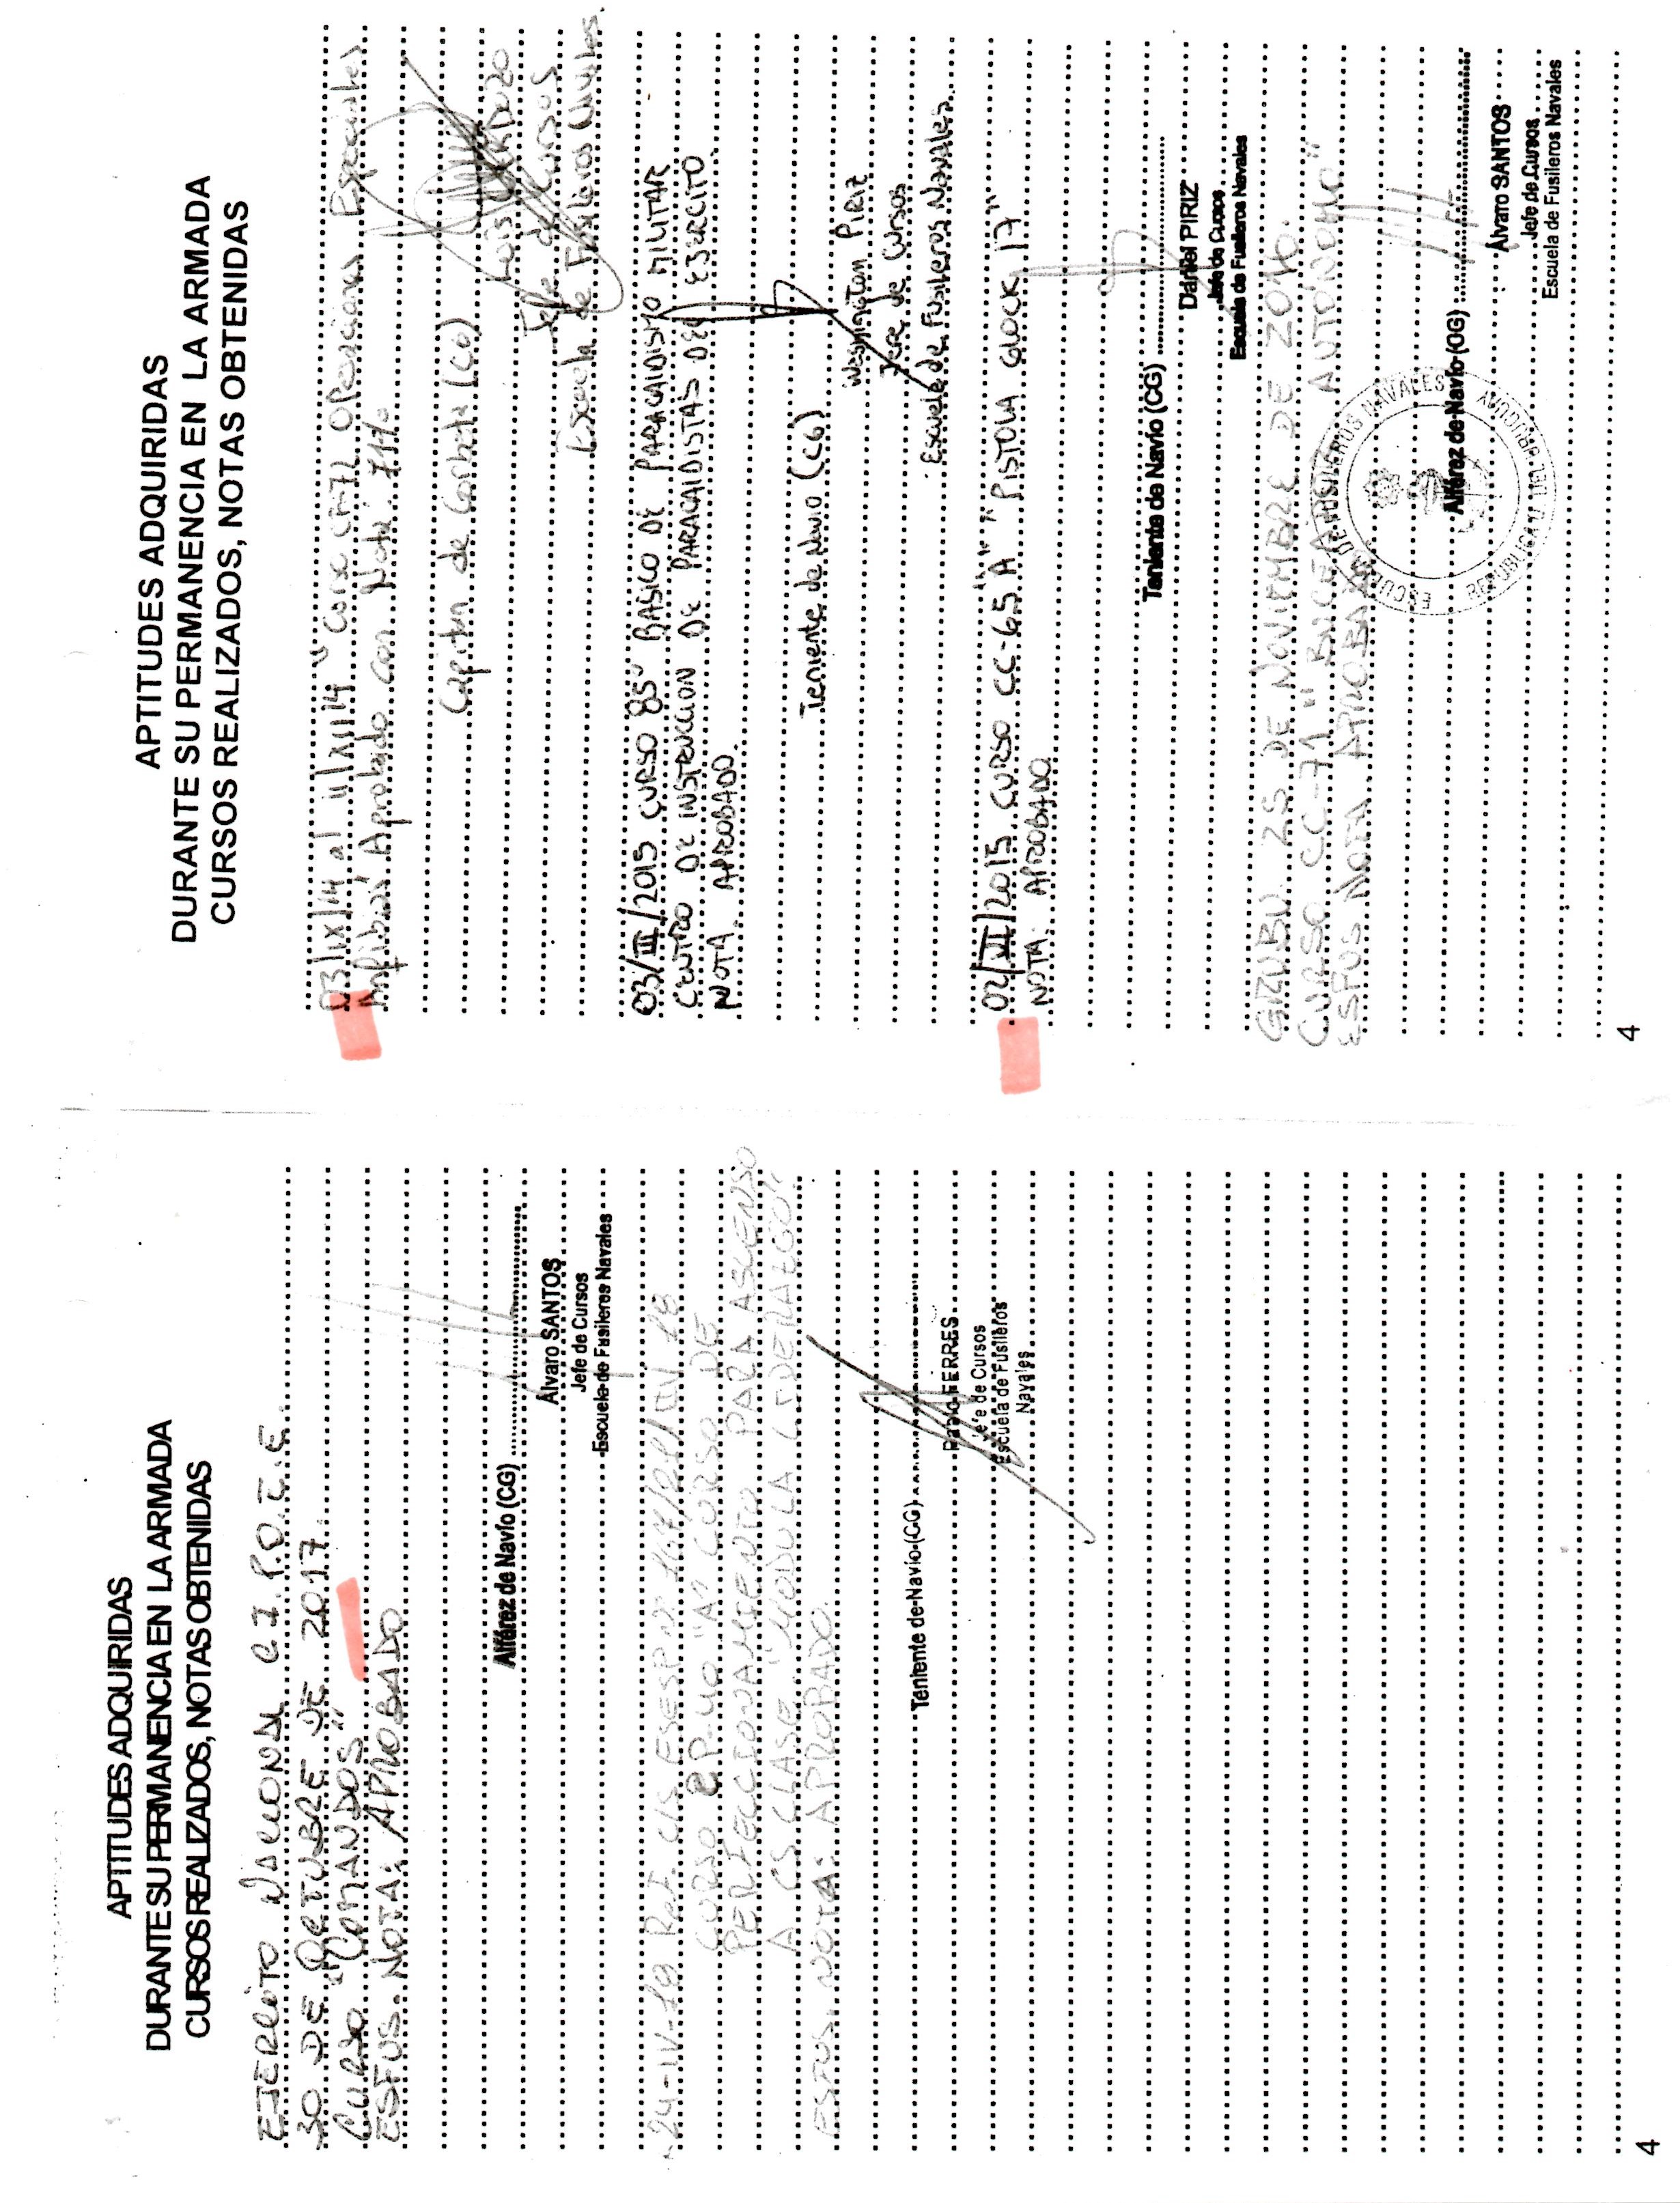 APTITUDES ADQUIRIDAS
DURANTE SU PERMANENCIA EN LA ARMADA
CURSOS REALIZADOS, NOTAS OBTENIDAS
EJERCITO NACIONAL C.I.P.O.E.E.
30 DE OCTUBRE DE 2017.
CURSO "COMANDOS"
ESFUS. NOTA: APROBADO
Alférez de Navío (CG)
Álvaro SANTOS
Jefe de Cursos
Escuela de Fusileros Navales
24-IV-18 Ref. C/S ESESP Nº 167/21/IV/18
CURSO CP-40 "A" CURSO DE
PERFECCIONAMIENTO PARA ASCENSO
A CS CLASE "MODULA LIDERAZGO".
ESFUS. NOTA: APROBADO.
Teniente de Navío (CG)
Pablo FERRES
Jefe de Cursos
Escuela de Fusileros
Navales
4
APTITUDES ADQUIRIDAS
DURANTE SU PERMANENCIA EN LA ARMADA
CURSOS REALIZADOS, NOTAS OBTENIDAS
03/IX/14 al 11/XII/14 "Curso CF-72 Operaciones Especiales
Anfibias" Aprobado con Nota: 71%
Capitan de Corbeta (CG)
Luis CARDOZO
Jefe de Cursos
Escuela de Fusileros Navales.
03/III/2015 CURSO 85º BASICO DE PARACAIDISMO MILITAR
CENTRO DE INSTRUCCION DE PARACAIDISTAS DEL EJERCITO.
NOTA. APROBADO.
Teniente de Navio (CG)
Washington PIRIZ
Jefe de Cursos
Escuela de Fusileros Navales.
02/VI/2015 CURSO CC-65 "A" "PISTOLA GLOCK 17"
NOTA: APROBADO
Teniente de Navío (CG)
Daniel PIRIZ
Jefe de Cursos
Escuela de Fusileros Navales
GRUBU. 25 DE NOVIEMBRE DE 2016.
CURSO CC-71 "BUCEADOR AUTÓNOMO"
ESFUS NOTA APROBADO
ESCUELA DE FUSILEROS NAVALES
REPUBLICA O. DEL URUGUAY
Alférez de Navío (CG)
Álvaro SANTOS
Jefe de Cursos
Escuela de Fusileros Navales
4